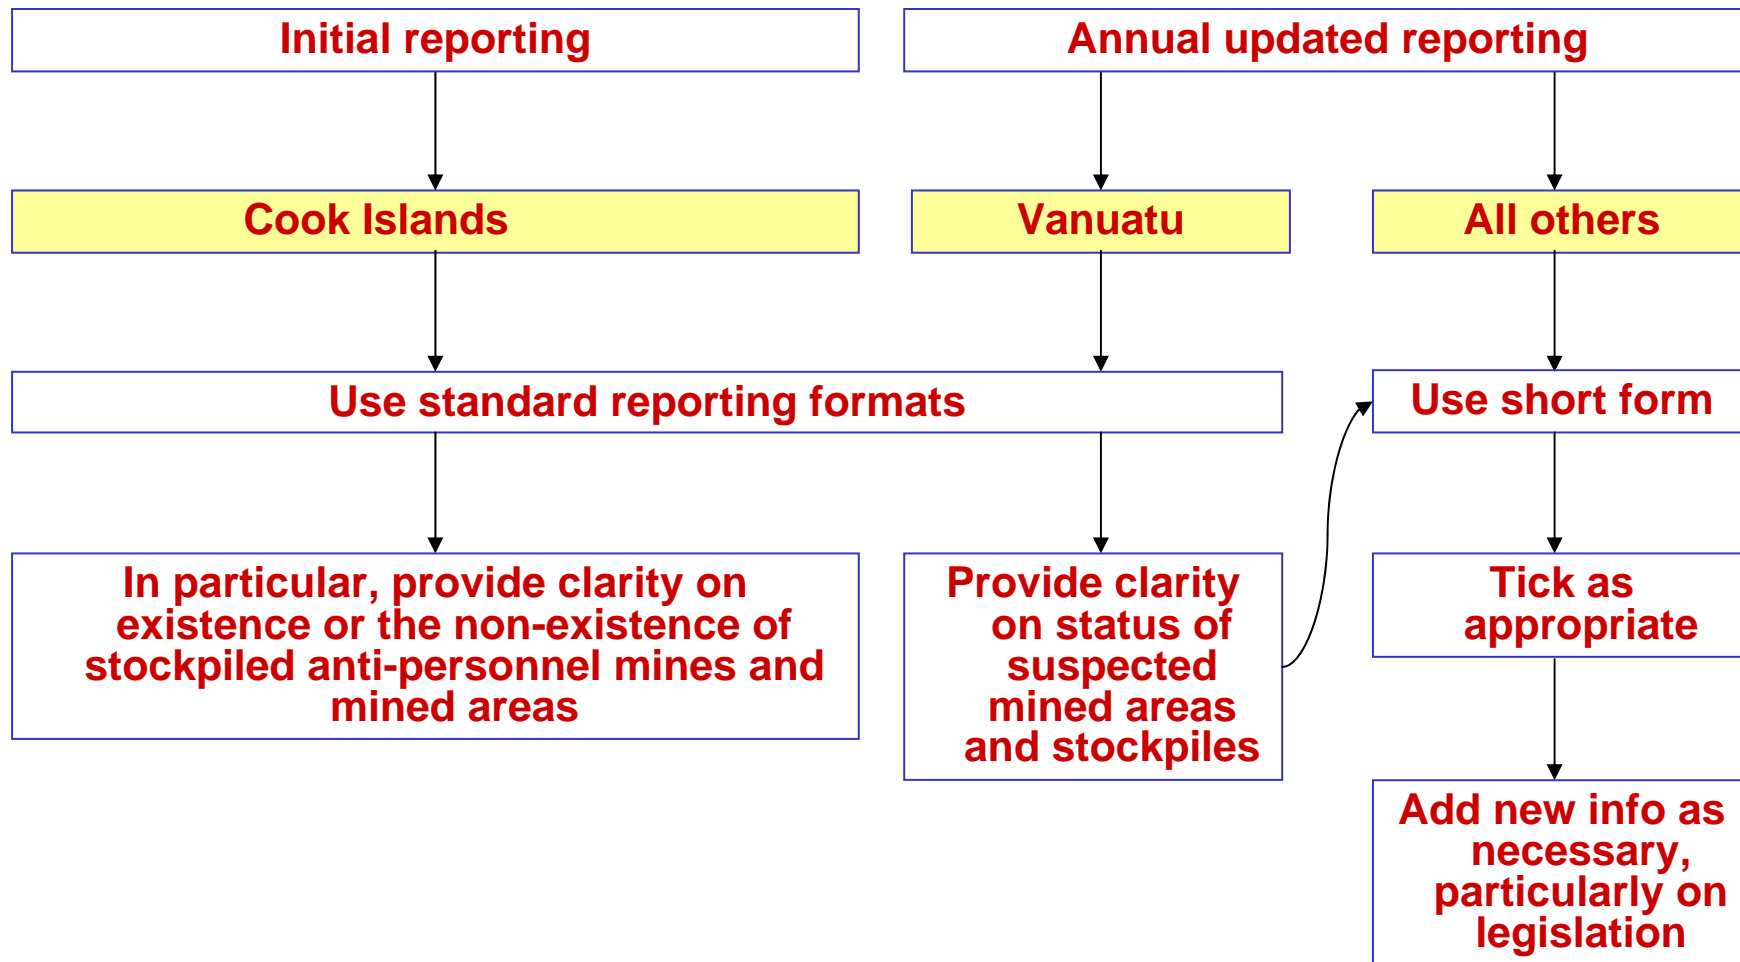 Initial reporting
Annual updated reporting
Cook Islands
Vanuatu
All others
Use standard reporting formats
Use short form
In particular, provide clarity on
existence or the non-existence of
stockpiled anti-personnel mines and
mined areas
Provide clarity
on status of
suspected
mined areas
and stockpiles
Tick as
appropriate
Add new info as
necessary,
particularly on
legislation